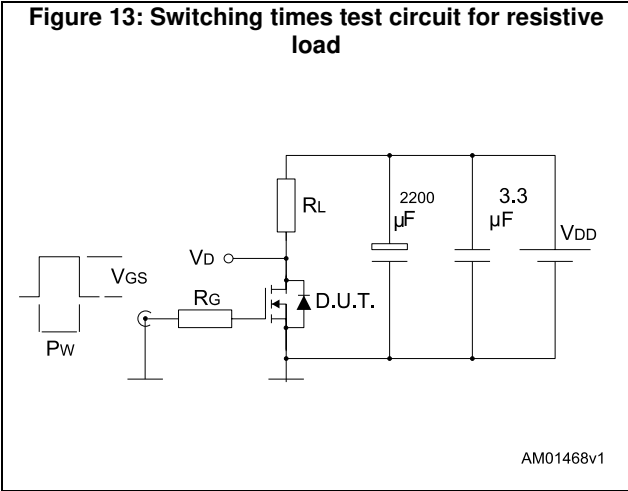 Figure 13: Switching times test circuit for resistive
load
2200
μF
3.3
μF
VDD
RL
VD
VGS
RG
D.U.T.
PW
AM01468v1